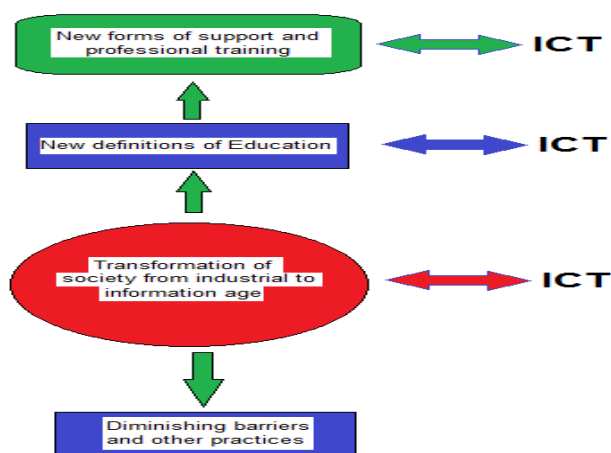 New forms of support and
professional training
ICT
New definitions of Education
ICT
Transformation of
society from industrial to
information age
ICT
Diminishing barriers
and other practices